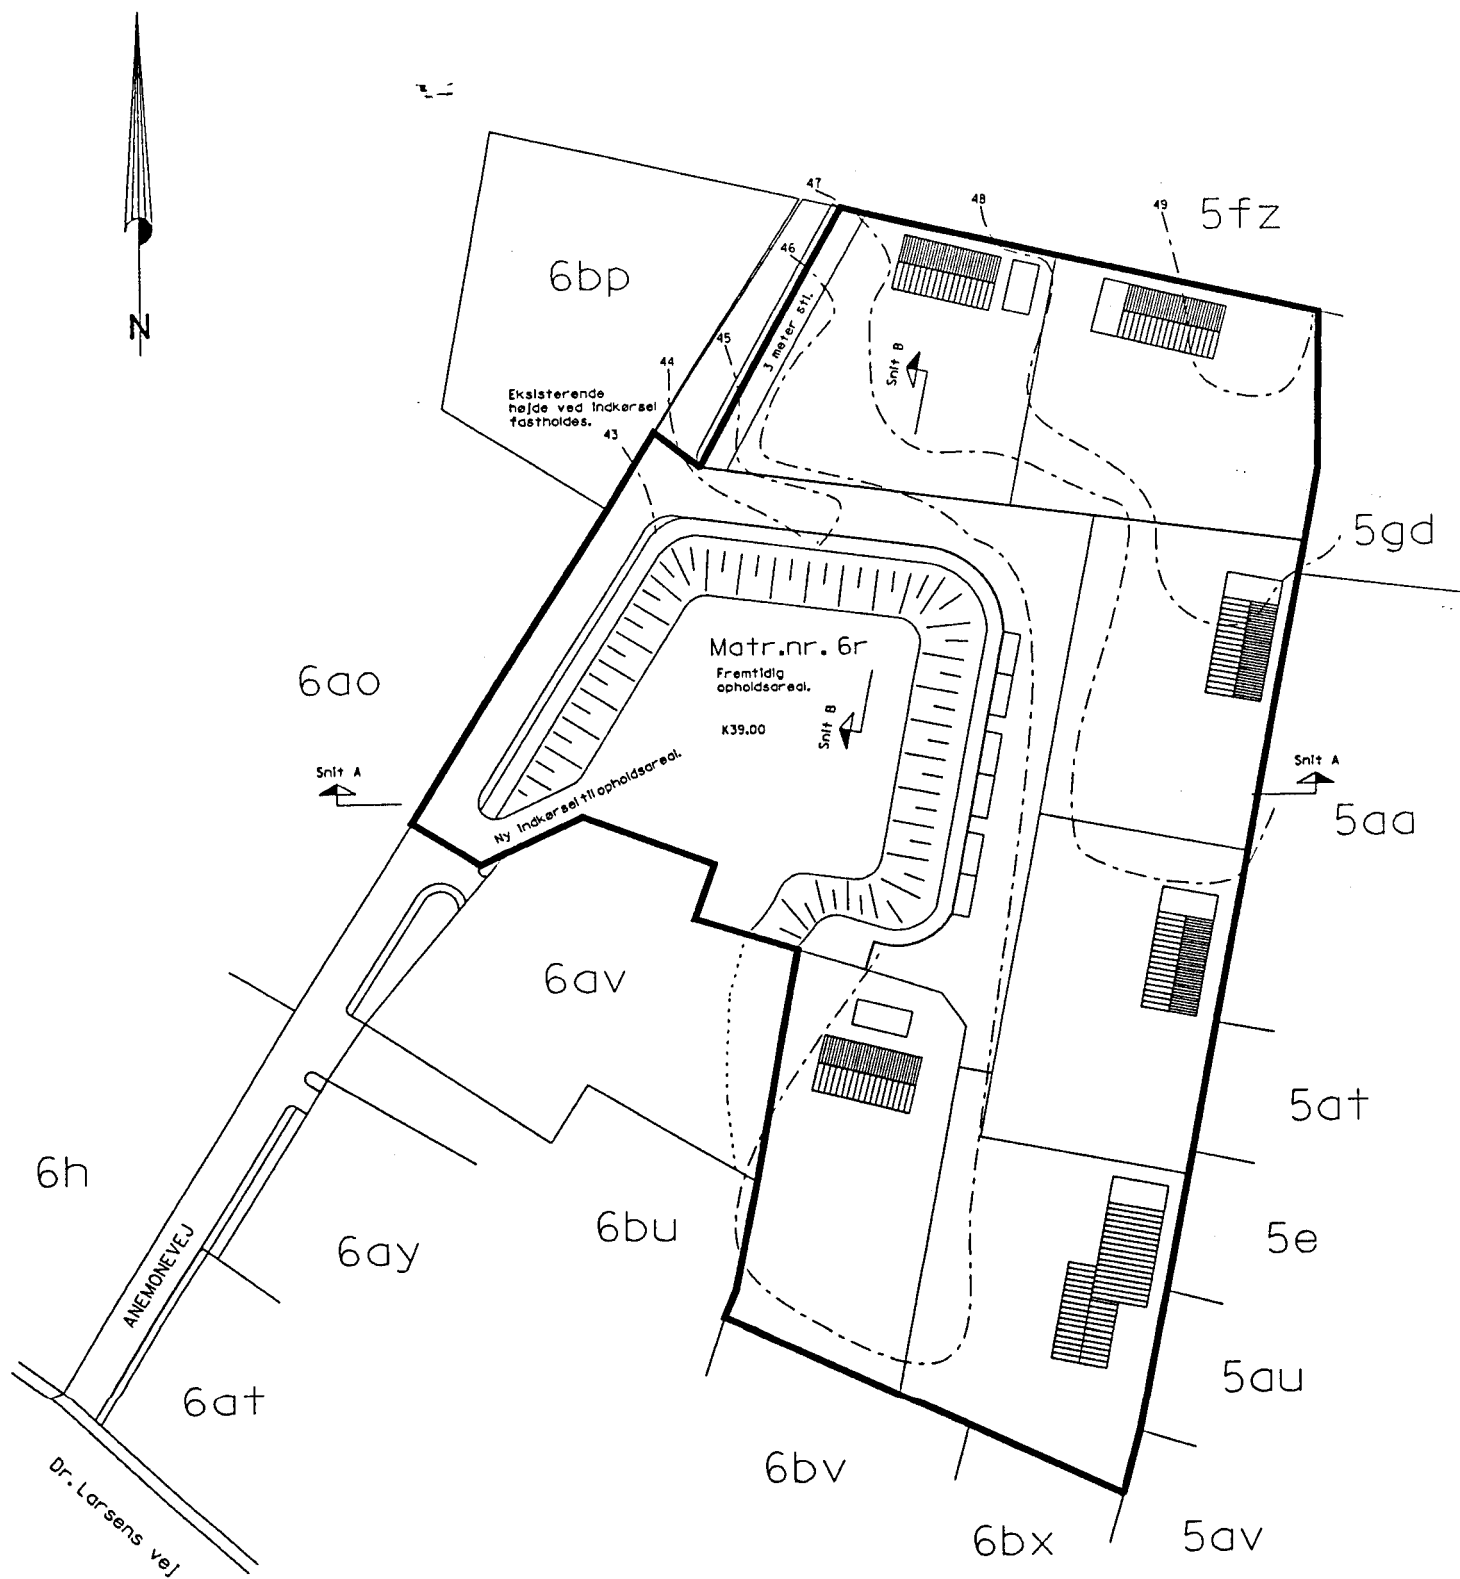 N
47
48
49
5fz
46
6bp
45
3 meter sti.
44
Snit B
Eksisterende
højde ved indkørsel
fastholdes.
43
5gd
Matr.nr. 6r
Fremtidig
opholdsareal.
6ao
K39.00
Snit B
Snit A
Snit A
Ny indkørsel til opholdsareal.
5aa
6av
5at
6h
6bu
6ay
5e
ANEMONEVEJ
5au
6at
6bv
Dr. Larsens vej
6bx
5av